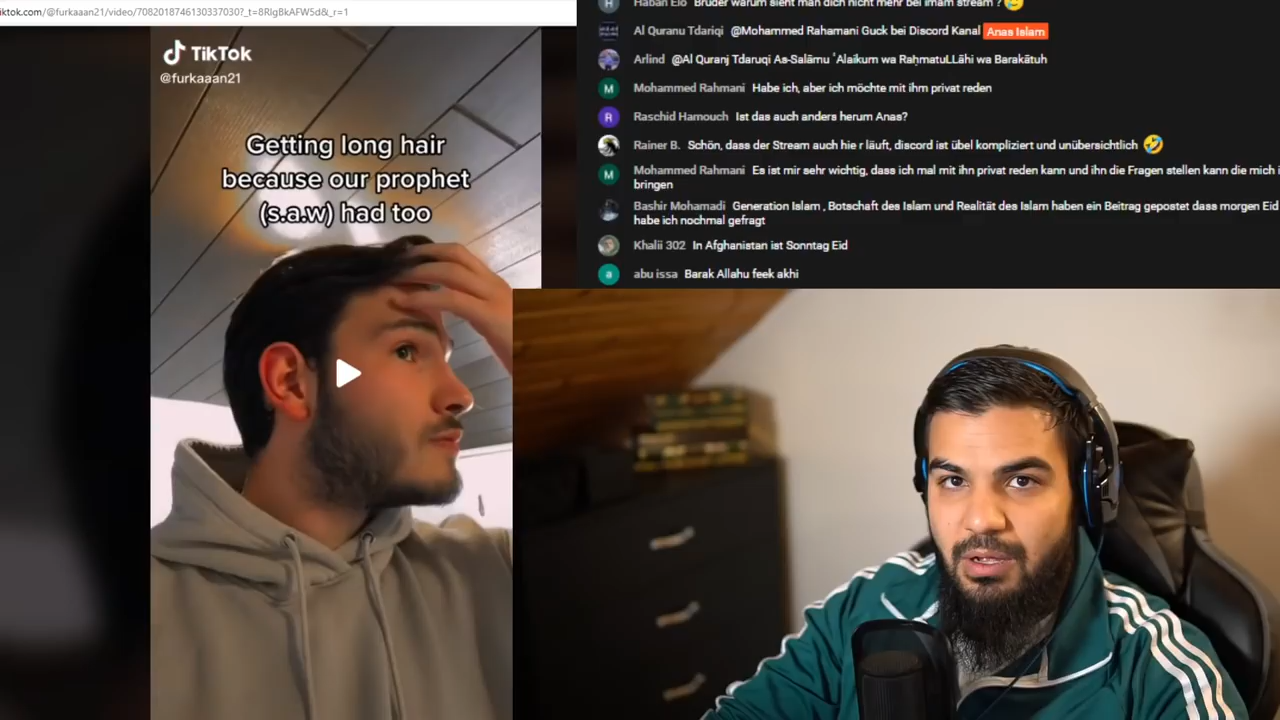 iktok.com/@furkaaan21/video/7082018746130337030?_t=8RlgBkAFW5d&_r=1
TikTok
@furkaaan21
Getting long hair
because our prophet
(s.a.w) had too
Haban Elo Bruder warum sieht man dich nicht mehr bei imam stream ?
Al Quranu Tdariqi @Mohammed Rahamani Guck bei Discord Kanal Anas Islam
Arlind @Al Quranj Tdaruqi As-Salāmu ʿAlaikum wa RaḥmatuLLāhi wa Barakātuh
M Mohammed Rahmani Habe ich, aber ich möchte mit ihm privat reden
R Raschid Hamouch Ist das auch anders herum Anas?
Rainer B. Schön, dass der Stream auch hie r läuft, discord ist übel kompliziert und unübersichtlich
M Mohammed Rahmani Es ist mir sehr wichtig, dass ich mal mit ihn privat reden kann und ihn die Fragen stellen kann die mich i
bringen
Bashir Mohamadi Generation Islam , Botschaft des Islam und Realität des Islam haben ein Beitrag gepostet dass morgen Eid
habe ich nochmal gefragt
Khalii 302 In Afghanistan ist Sonntag Eid
a abu issa Barak Allahu feek akhi